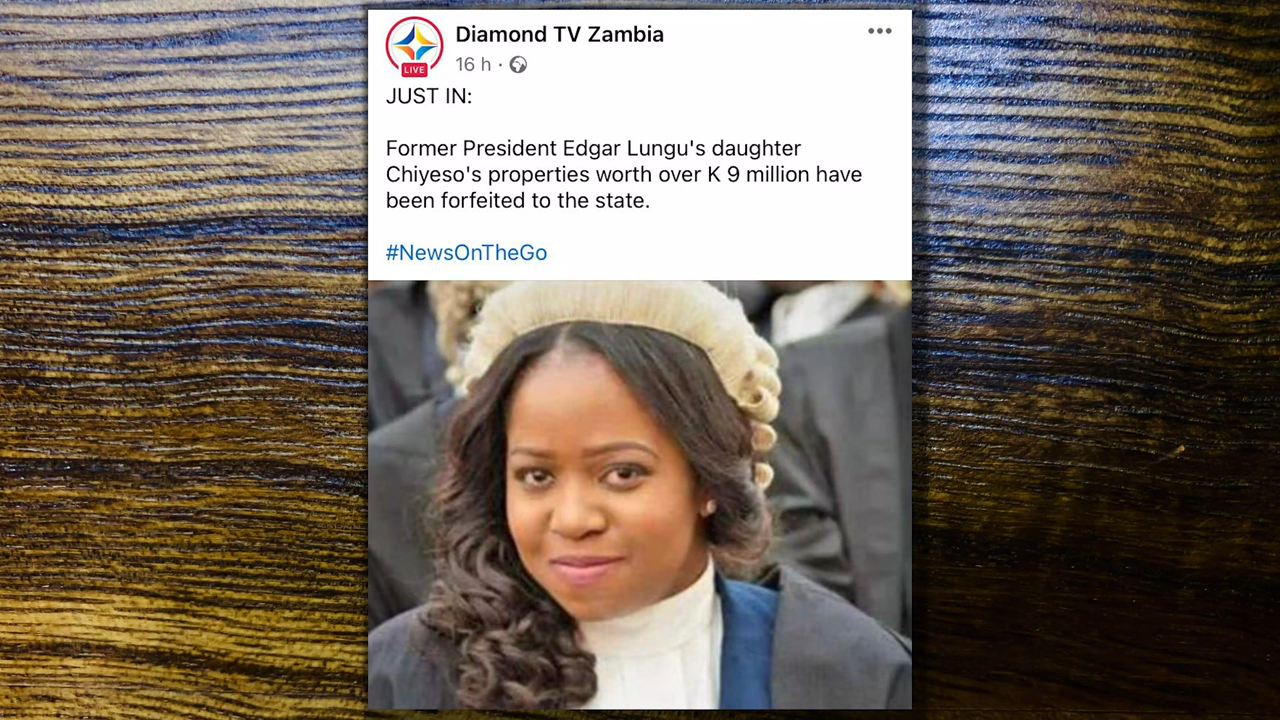 Diamond TV Zambia
LIVE
16 h ·
JUST IN:
Former President Edgar Lungu's daughter
Chiyeso's properties worth over K 9 million have
been forfeited to the state.
#NewsOnTheGo